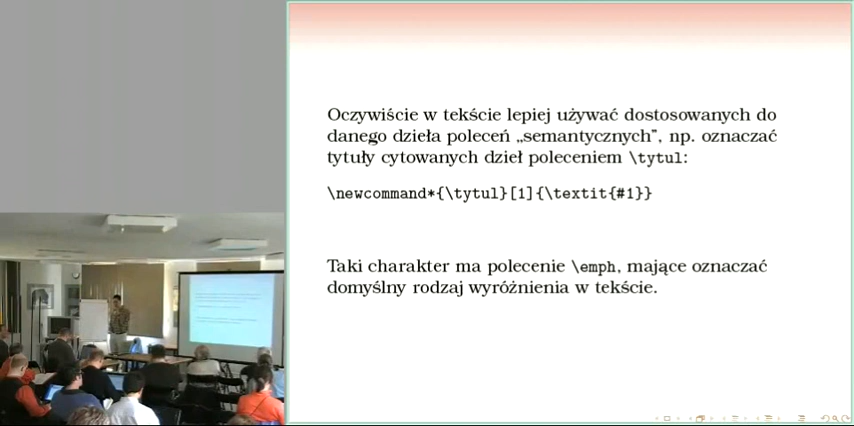 Oczywiście w tekście lepiej używać dostosowanych do
danego dzieła poleceń „semantycznych”, np. oznaczać
tytuły cytowanych dzieł poleceniem \tytul:
\newcommand*{\tytul}[1]{\textit{#1}}
Taki charakter ma polecenie \emph, mające oznaczać
domyślny rodzaj wyróżnienia w tekście.